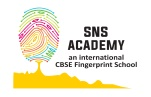 SNS
ACADEMY
an international
CBSE Fingerprint School